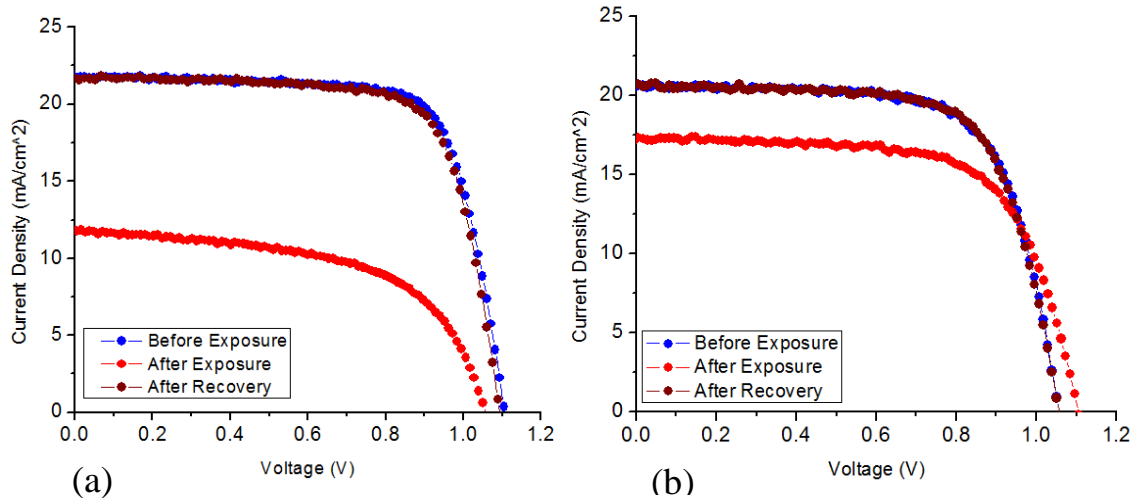 Current Density (mA/cm^2)
25
20
15
10
5
0
Before Exposure
After Exposure
After Recovery
0.0 0.2 0.4 0.6 0.8 1.0 1.2
Voltage (V)
(a)
Current Density (mA/cm^2)
25
20
15
10
5
0
Before Exposure
After Exposure
After Recovery
0.0 0.2 0.4 0.6 0.8 1.0 1.2
Voltage (V)
(b)